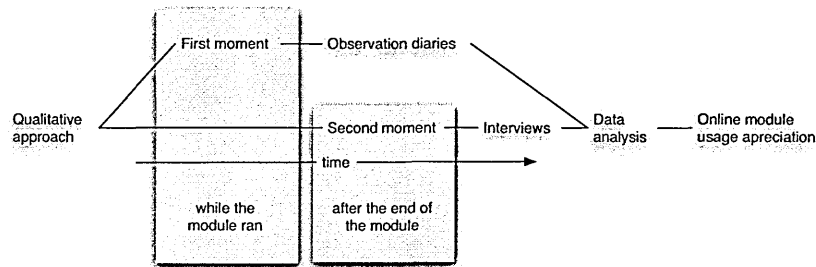 First moment
Observation diaries
Qualitative
approach
Second moment
Interviews
Data
analysis
Online module
usage apreciation
time
while the
module ran
after the end of
the module